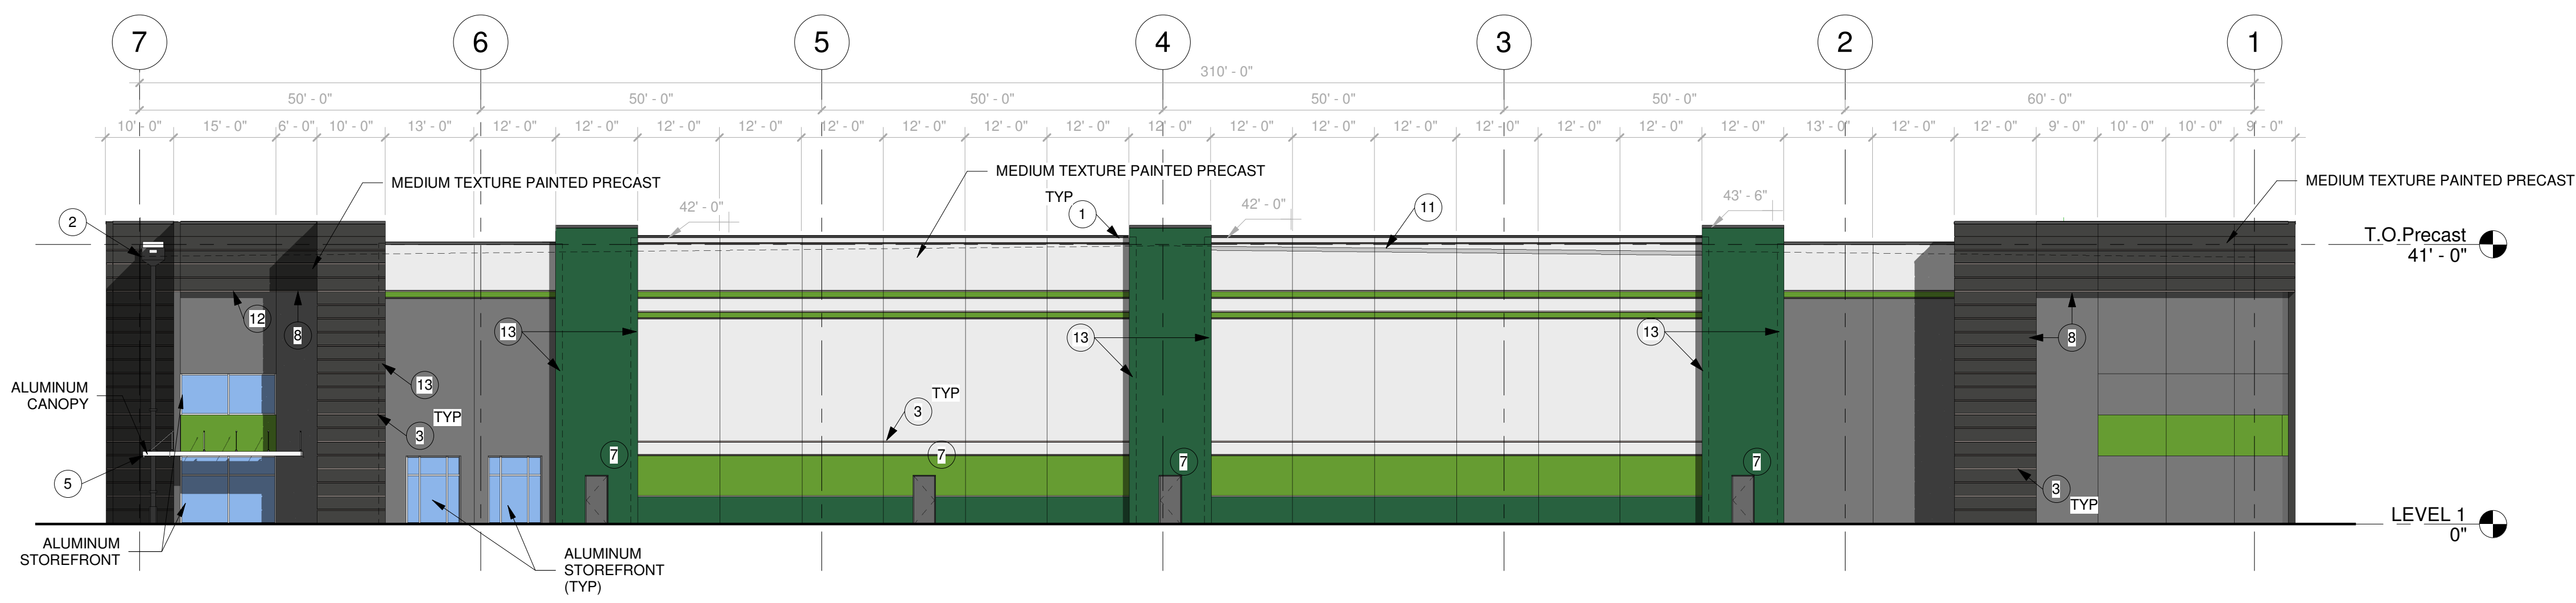 7 6 5 4 3 2 1
310' - 0"
50' - 0" 50' - 0" 50' - 0" 50' - 0" 50' - 0" 60' - 0"
10' - 0" 15' - 0" 6' - 0" 10' - 0" 13' - 0" 12' - 0" 12' - 0" 12' - 0" 12' - 0" 12' - 0" 12' - 0" 12' - 0" 12' - 0" 12' - 0" 12' - 0" 12' - 0" 12' - 0" 12' - 0" 12' - 0" 12' - 0" 12' - 0" 13' - 0" 12' - 0" 12' - 0" 9' - 0" 10' - 0" 10' - 0" 9' - 0"
MEDIUM TEXTURE PAINTED PRECAST
MEDIUM TEXTURE PAINTED PRECAST
MEDIUM TEXTURE PAINTED PRECAST
TYP
1
42' - 0"
42' - 0"
11
43' - 6"
2
T.O.Precast
41' - 0"
12
8
13
13
13
8
13
ALUMINUM
CANOPY
TYP
3
TYP
3
7
7
7
7
5
3
TYP
LEVEL 1
0"
ALUMINUM
STOREFRONT
ALUMINUM
STOREFRONT
(TYP)